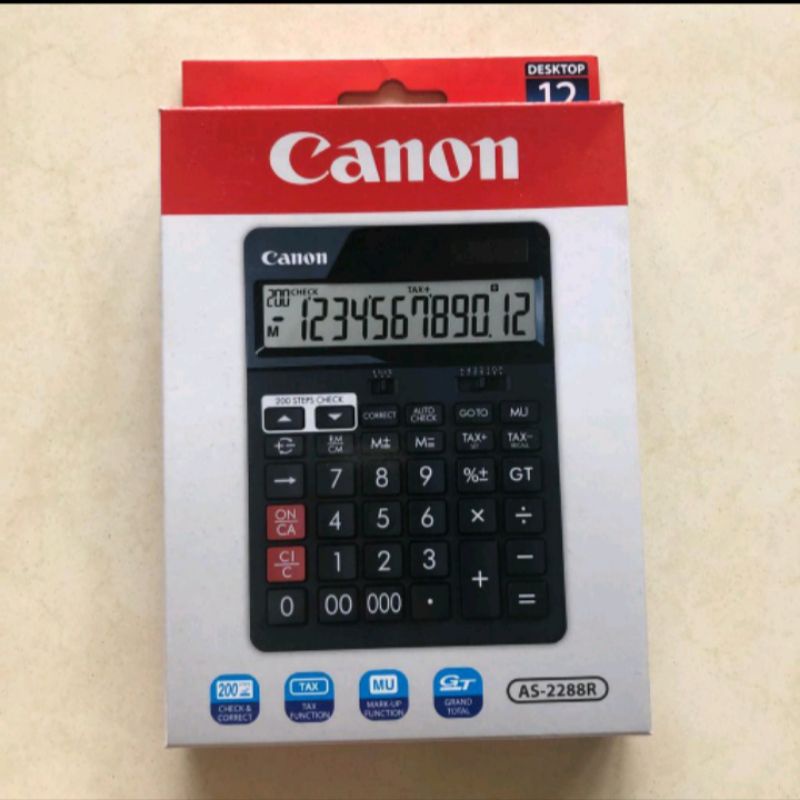 DESKTOP
12
Canon
Canon
200 CHECK TAX+
- 1234567890.12
M
200 STEPS CHECK
CORRECT AUTO CHECK GO TO MU
RM/CM M± M= TAX+ TAX−
→ 7 8 9 %± GT
ON/CA 4 5 6 × ÷
CI/C 1 2 3 + −
0 00 000 . =
200 TAX MU GT
CHECK & CORRECT TAX FUNCTION MARK-UP FUNCTION GRAND TOTAL
AS-2288R